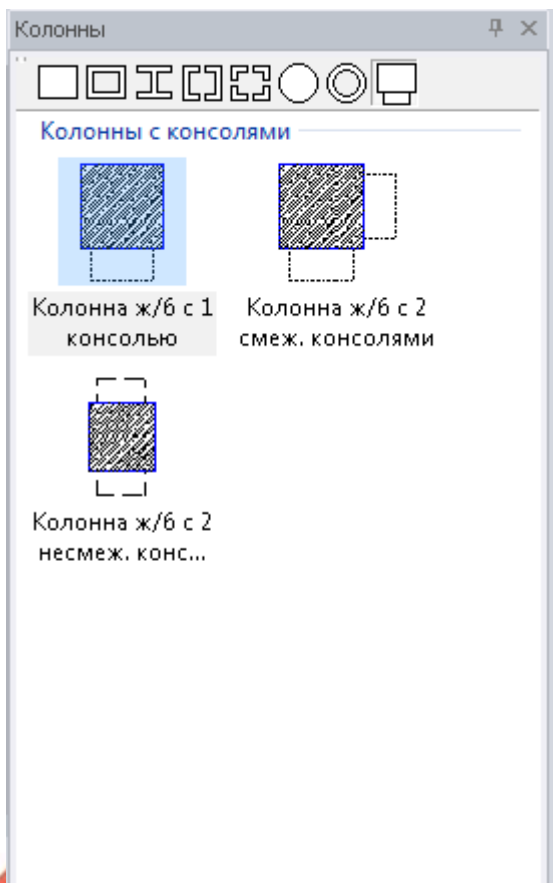 Колонны
Колонны с консолями
Колонна ж/б с 1
консолью
Колонна ж/б с 2
смеж. консолями
Колонна ж/б с 2
несмеж. конс...